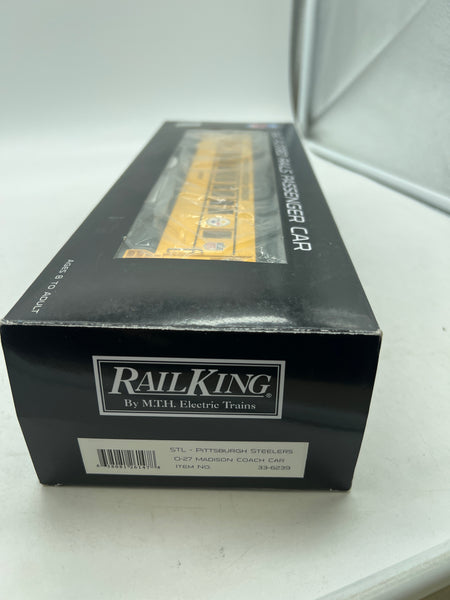 RAILS PASSENGER CAR
AGES 8 TO ADULT
RAILKING®
By M.T.H. Electric Trains
STL - PITTSBURGH STEELERS
O-27 MADISON COACH CAR
ITEM NO. 33-6239